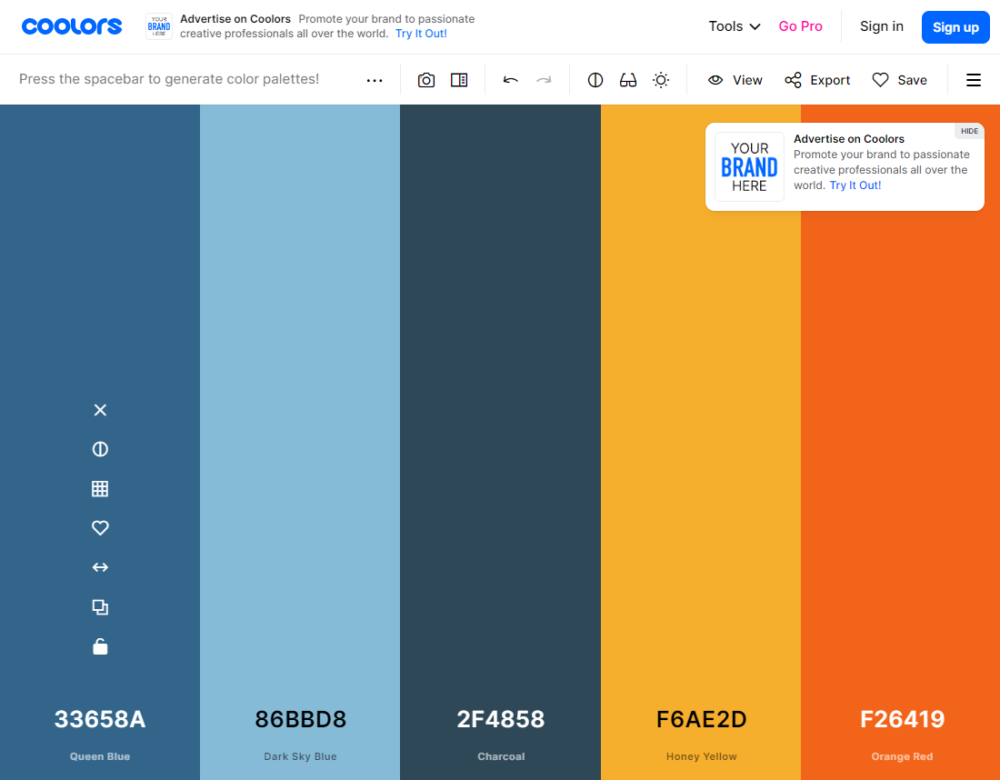 coolors
YOUR
BRAND
HERE
Advertise on Coolors Promote your brand to passionate
creative professionals all over the world. Try It Out!
Tools
Go Pro
Sign in
Sign up
Press the spacebar to generate color palettes!
View
Export
Save
HIDE
YOUR
BRAND
HERE
Advertise on Coolors
Promote your brand to passionate
creative professionals all over the
world. Try It Out!
33658A
86BBD8
2F4858
F6AE2D
F26419
Queen Blue
Dark Sky Blue
Charcoal
Honey Yellow
Orange Red